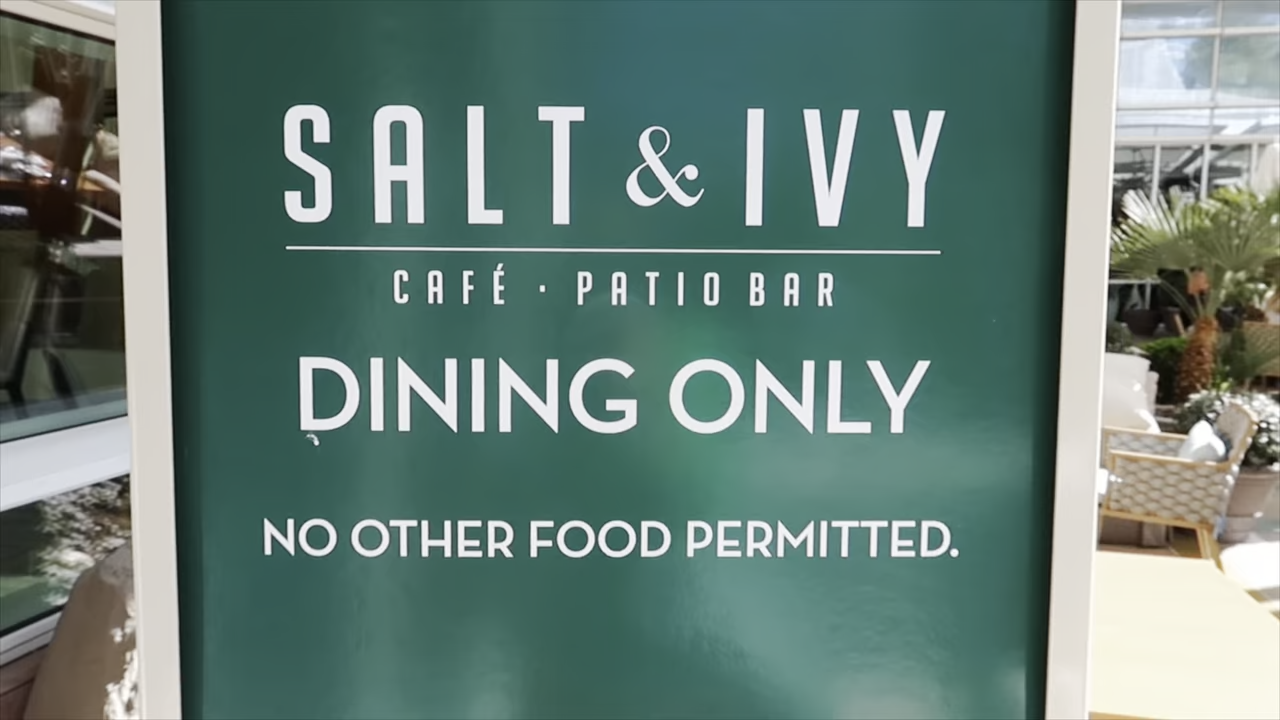 SALT & IVY
CAFÉ · PATIO BAR
DINING ONLY
NO OTHER FOOD PERMITTED.